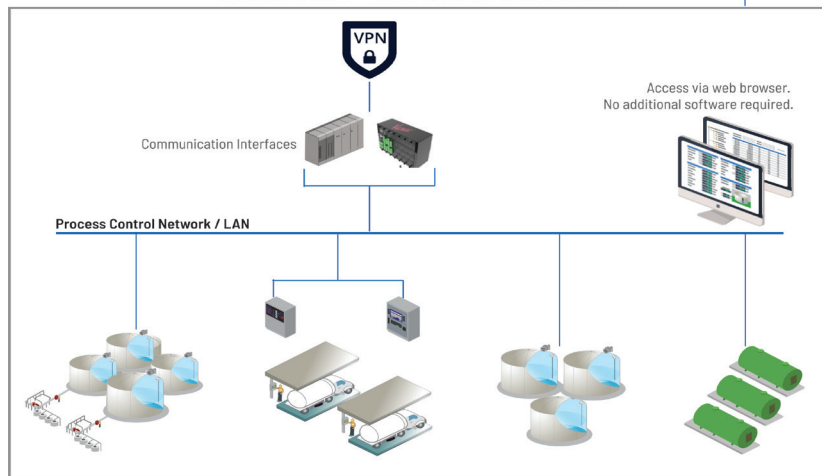 VPN
Access via web browser.
No additional software required.
Communication Interfaces
Process Control Network / LAN